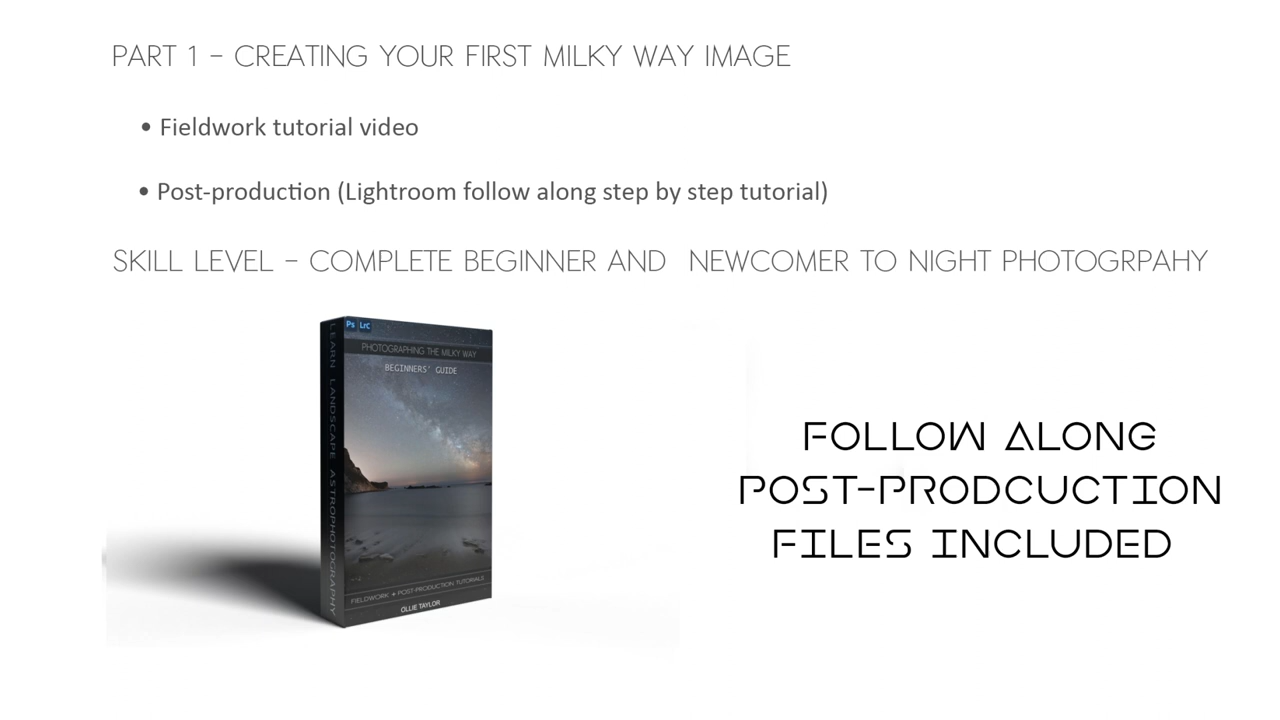 PART 1 – CREATING YOUR FIRST MILKY WAY IMAGE
• Fieldwork tutorial video
• Post-production (Lightroom follow along step by step tutorial)
SKILL LEVEL – COMPLETE BEGINNER AND NEWCOMER TO NIGHT PHOTOGRPAHY
Ps LrC
PHOTOGRAPHING THE MILKY WAY
BEGINNERS' GUIDE
LEARN LANDSCAPE ASTROPHOTOGRAPHY
FIELDWORK + POST-PRODUCTION TUTORIALS
OLLIE TAYLOR
FOLLOW ALONG
POST-PRODCUCTION
FILES INCLUDED